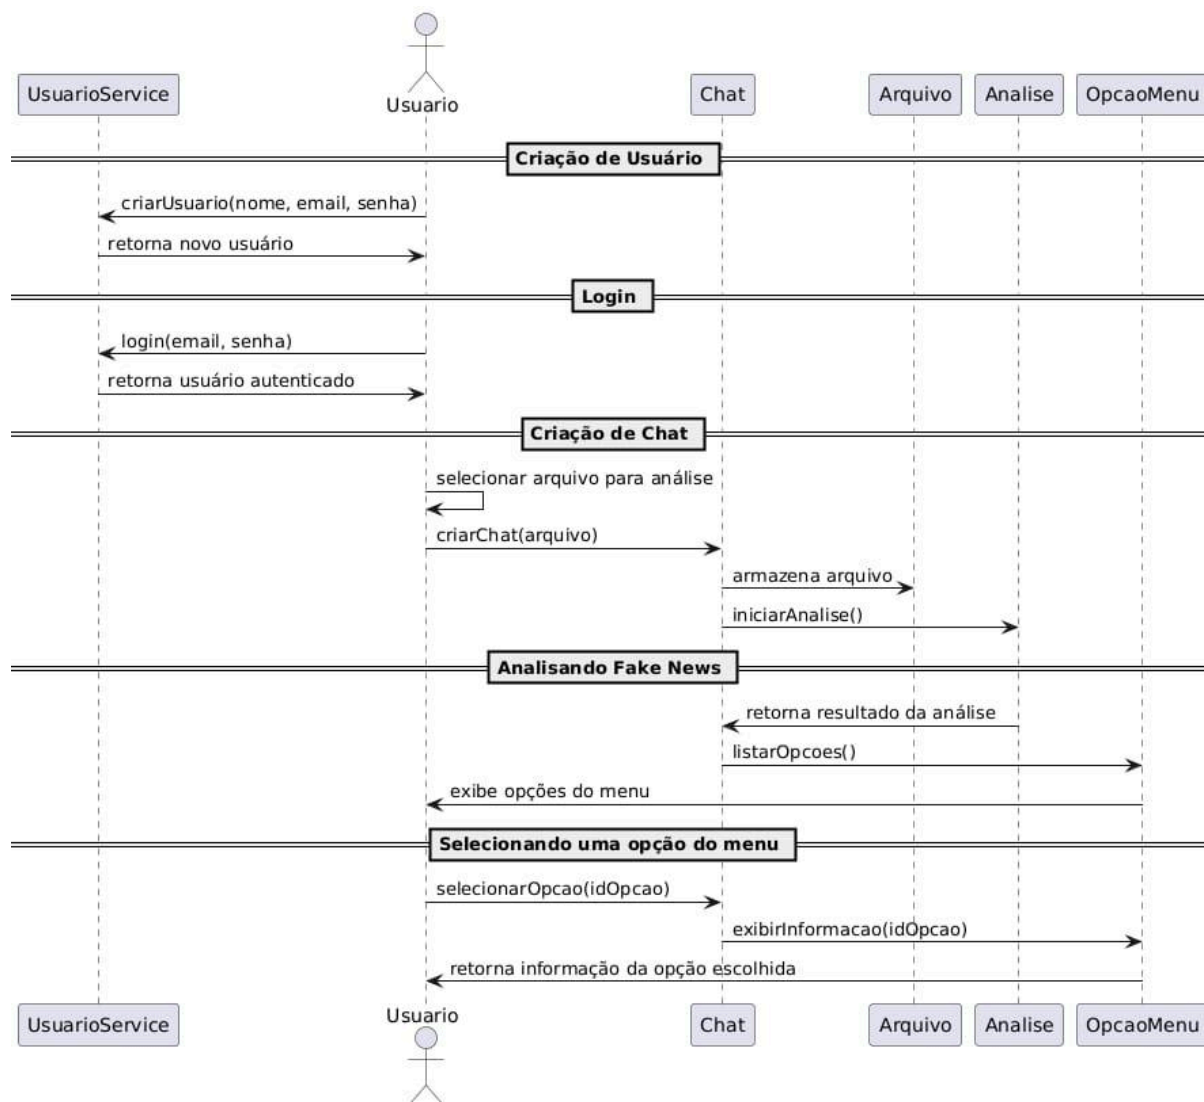 UsuarioService
Usuario
Chat
Arquivo
Analise
OpcaoMenu
Criação de Usuário
criarUsuario(nome, email, senha)
retorna novo usuário
Login
login(email, senha)
retorna usuário autenticado
Criação de Chat
selecionar arquivo para análise
criarChat(arquivo)
armazena arquivo
iniciarAnalise()
Analisando Fake News
retorna resultado da análise
listarOpcoes()
exibe opções do menu
Selecionando uma opção do menu
selecionarOpcao(idOpcao)
exibirInformacao(idOpcao)
retorna informação da opção escolhida
UsuarioService
Usuario
Chat
Arquivo
Analise
OpcaoMenu